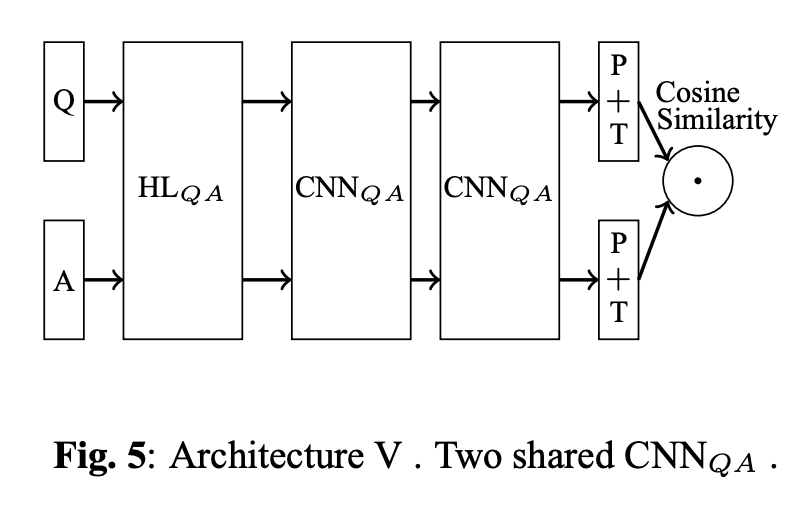 Q
A
HL_{QA}
CNN_{QA}
CNN_{QA}
P
+
T
P
+
T
Cosine
Similarity
Fig. 5: Architecture V . Two shared CNN_{QA} .